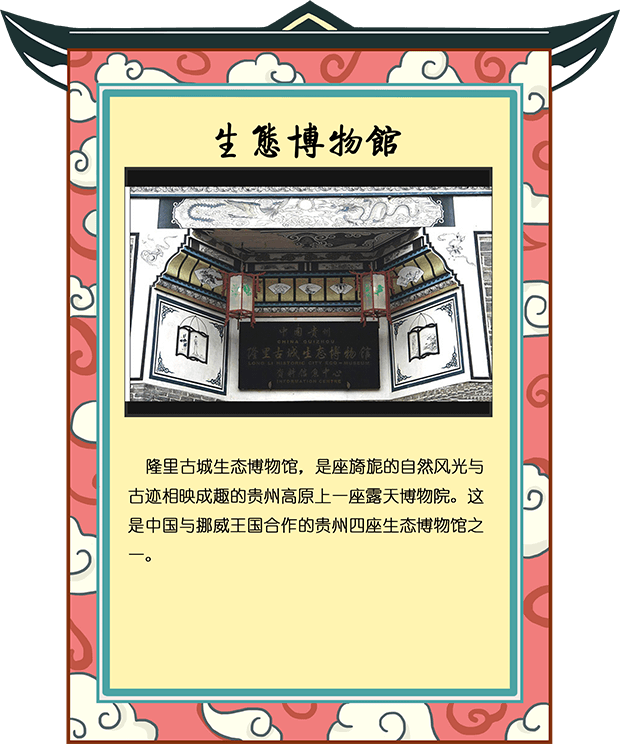 生態博物館
中国贵州
CHINA GUIZHOU
隆里古城生态博物馆
资料信息中心
INFORMATION CENTER
隆里古城生态博物馆，是座旖旎的自然风光与
古迹相映成趣的贵州高原上一座露天博物院。这
是中国与挪威王国合作的贵州四座生态博物馆之
一。